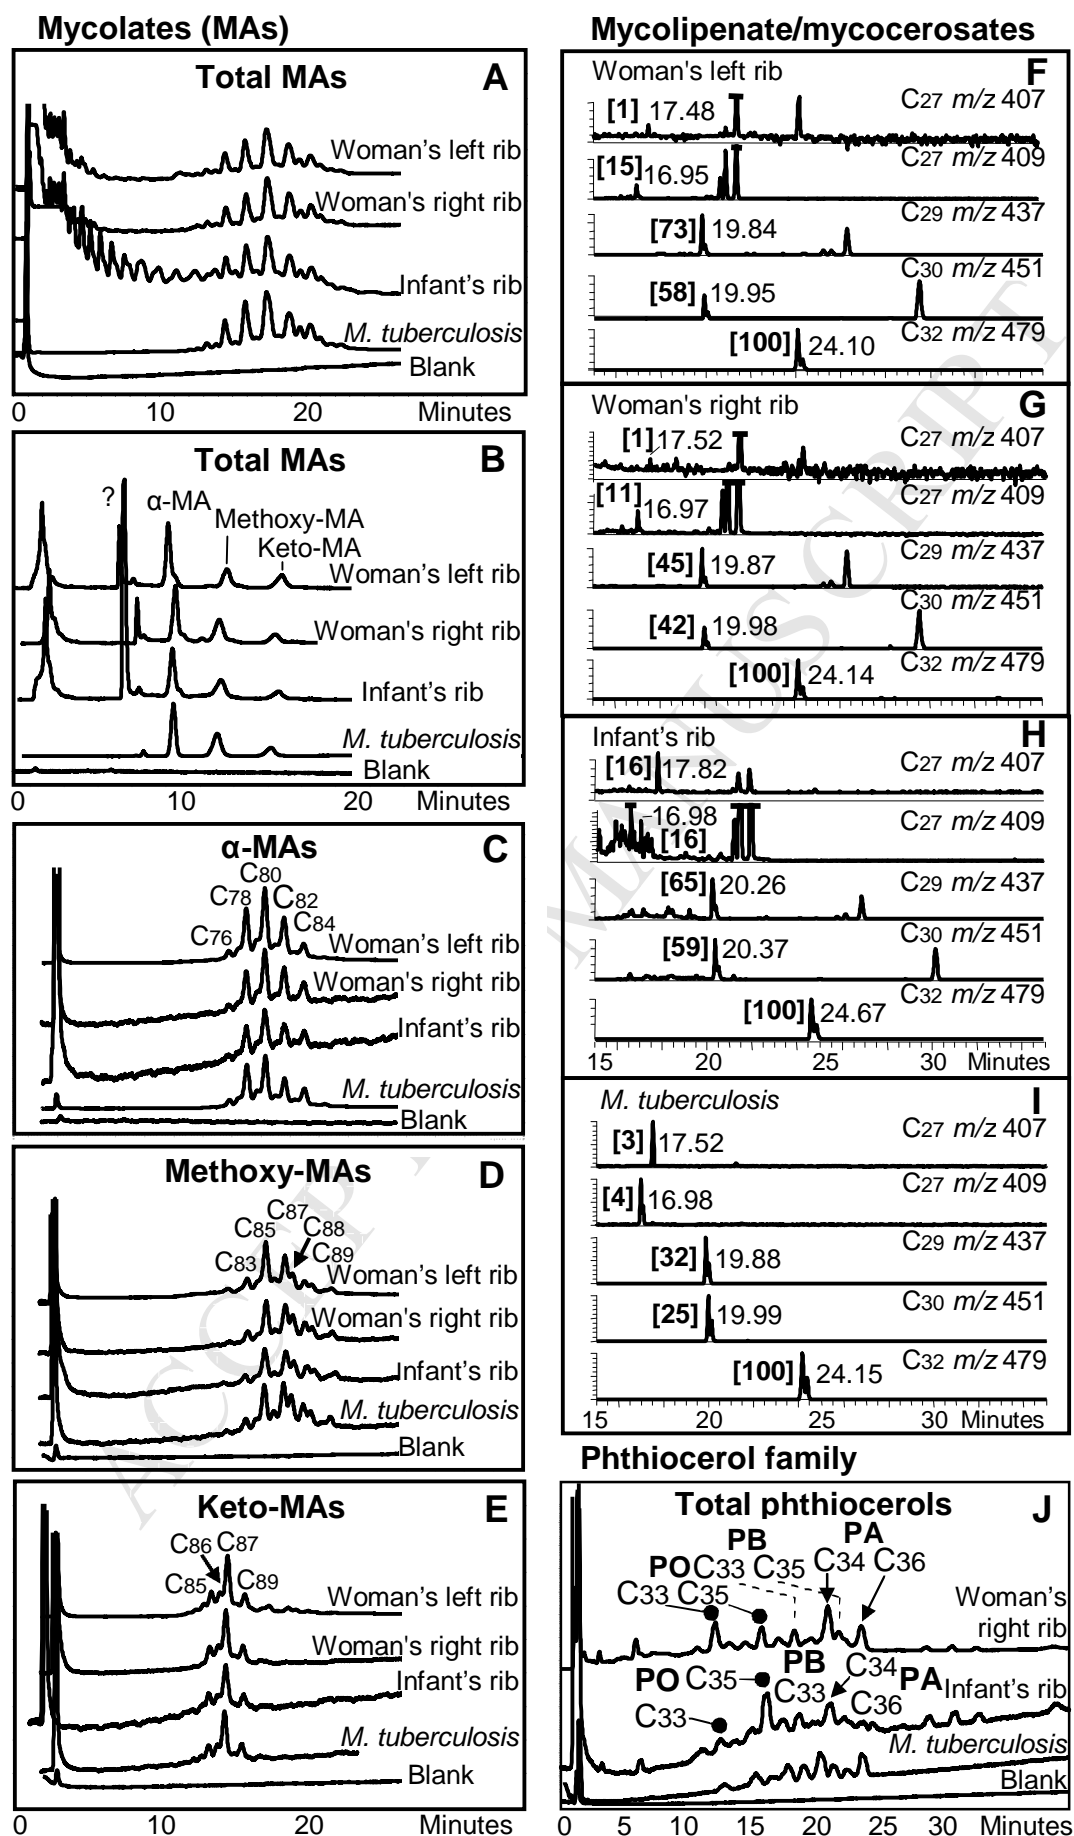 Mycolates (MAs)
Total MAs
A
Woman's left rib
Woman's right rib
Infant's rib
M. tuberculosis
Blank
0 10 20 Minutes
Total MAs
B
? α-MA
Methoxy-MA
Keto-MA
Woman's left rib
Woman's right rib
Infant's rib
M. tuberculosis
Blank
0 10 20 Minutes
α-MAs
C
C80
C78 C82
C76 C84
Woman's left rib
Woman's right rib
Infant's rib
M. tuberculosis
Blank
Methoxy-MAs
D
C87
C85 C88
C83 C89
Woman's left rib
Woman's right rib
Infant's rib
M. tuberculosis
Blank
Keto-MAs
E
C86 C87
C85 C89
Woman's left rib
Woman's right rib
Infant's rib
M. tuberculosis
Blank
0 10 20 Minutes
Mycolipenate/mycocerosates
Woman's left rib
F
[1] 17.48 C27 m/z 407
[15] 16.95 C27 m/z 409
[73] 19.84 C29 m/z 437
[58] 19.95 C30 m/z 451
[100] 24.10 C32 m/z 479
Woman's right rib
G
[1] 17.52 C27 m/z 407
[11] 16.97 C27 m/z 409
[45] 19.87 C29 m/z 437
[42] 19.98 C30 m/z 451
[100] 24.14 C32 m/z 479
Infant's rib
H
[16] 17.82 C27 m/z 407
16.98 C27 m/z 409
[16]
[65] 20.26 C29 m/z 437
[59] 20.37 C30 m/z 451
[100] 24.67 C32 m/z 479
15 20 25 30 Minutes
M. tuberculosis
I
[3] 17.52 C27 m/z 407
[4] 16.98 C27 m/z 409
[32] 19.88 C29 m/z 437
[25] 19.99 C30 m/z 451
[100] 24.15 C32 m/z 479
15 20 25 30 Minutes
Phthiocerol family
Total phthiocerols
J
PB PA
PO C33 C35 C34 C36
C33 C35
Woman's
right rib
PB C34
PO C35 C33 PA
C33 C36
Infant's rib
M. tuberculosis
Blank
0 5 10 15 20 25 30 Minutes
ACCEPTED MANUSCRIPT